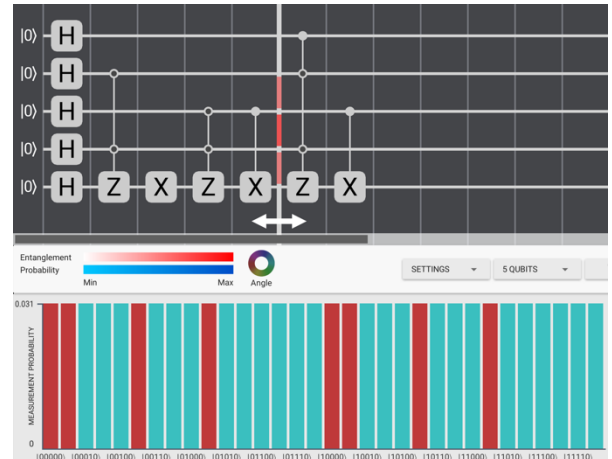 |0⟩ H
|0⟩ H
|0⟩ H
|0⟩ H
|0⟩ H Z X Z X Z X
Entanglement
Probability
Min Max Angle
SETTINGS 5 QUBITS
0.031
MEASUREMENT PROBABILITY
0
|00000⟩ |00010⟩ |00100⟩ |00110⟩ |01000⟩ |01010⟩ |01100⟩ |01110⟩ |10000⟩ |10010⟩ |10100⟩ |10110⟩ |11000⟩ |11010⟩ |11100⟩ |11110⟩